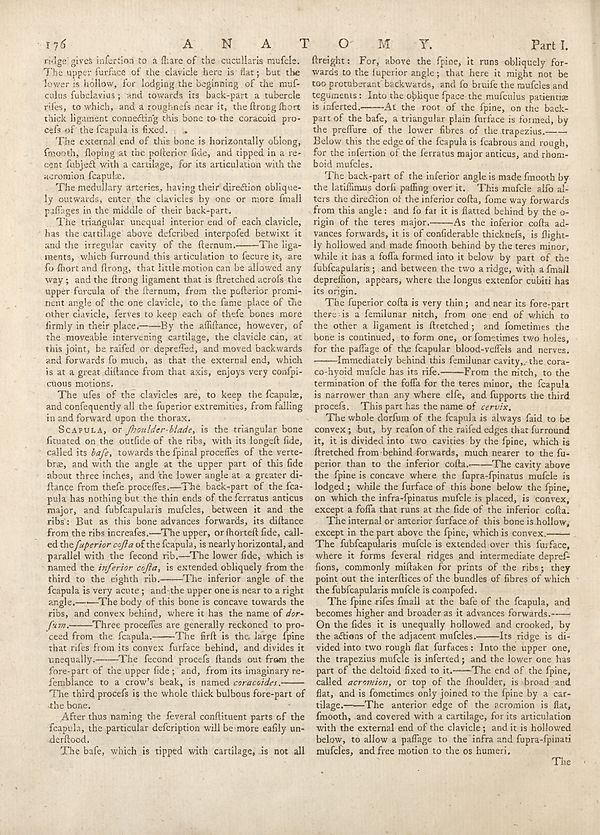 176 ANATOMY. Part I.
ridge gives inſertion to a ſhare of the cucullaris muſcle.
The upper ſurface of the clavicle here is flat; but the
lower is hollow, for lodging the beginning of the muſ-
culus ſubclavius; and towards its back-part a tubercle
riſes, to which, and a roughneſs near it, the ſtrong ſhort
thick ligament connecting this bone to the coracoid pro-
ceſs of the ſcapula is fixed.
The external end of this bone is horizontally oblong,
ſmooth, ſloping at the poſterior ſide, and tipped in a re-
cent ſubject with a cartilage, for its articulation with the
acromion ſcapulæ.
The medullary arteries, having their direction oblique-
ly outwards, enter the clavicles by one or more ſmall
paſſages in the middle of their back-part.
The triangular unequal interior end of each clavicle,
has the cartilage above deſcribed interpoſed betwixt it
and the irregular cavity of the ſternum.——The liga-
ments, which ſurround this articulation to ſecure it, are
ſo ſhort and ſtrong, that little motion can be allowed any
way; and the ſtrong ligament that is ſtretched acroſs the
upper furcula of the ſternum, from the poſterior promi-
nent angle of the one clavicle, to the ſame place of the
other clavicle, ſerves to keep each of theſe bones more
firmly in their place.——By the aſſiſtance, however, of
the moveable intervening cartilage, the clavicle can, at
this joint, be raiſed or depreſſed, and moved backwards
and forwards ſo much, as that the external end, which
is at a great diſtance from that axis, enjoys very conſpi-
cuous motions.
The uſes of the clavicles are, to keep the ſcapulæ,
and conſequently all the ſuperior extremities, from falling
in and forward upon the thorax.
SCAPULA, or ſhoulder-blade, is the triangular bone
ſituated on the outſide of the ribs, with its longeſt ſide,
called its baſe, towards the ſpinal proceſſes of the verte-
bræ, and with the angle at the upper part of this ſide
about three inches, and the lower angle at a greater di-
ſtance from theſe proceſſes.—The back-part of the ſca-
pula has nothing but the thin ends of the ſerratus anticus
major, and ſubſcapularis muſcles, between it and the
ribs: But as this bone advances forwards, its diſtance
from the ribs increaſes.—The upper, or ſhorteſt ſide, call-
ed the ſuperior coſta of the ſcapula, is nearly horizontal, and
parallel with the ſecond rib.—The lower ſide, which is
named the inferior coſta, is extended obliquely from the
third to the eighth rib.——The inferior angle of the
ſcapula is very acute; and the upper one is near to a right
angle.——The body of this bone is concave towards the
ribs, and convex behind, where it has the name of dor-
ſum.——Three proceſſes are generally reckoned to pro-
ceed from the ſcapula.——The firſt is the large ſpine
that riſes from its convex ſurface behind, and divides it
unequally.——The ſecond proceſs ſtands out from the
fore-part of the upper ſide; and, from its imaginary re-
ſemblance to a crow's beak, is named coracoides.——
The third proceſs is the whole thick bulbous fore-part of
the bone.
After thus naming the ſeveral conſtituent parts of the
ſcapula, the particular deſcription will be more eaſily un-
derſtood.
The baſe, which is tipped with cartilage, is not all
ſtreight: For, above the ſpine, it runs obliquely for-
wards to the ſuperior angle; that here it might not be
too protuberant backwards, and ſo bruiſe the muſcles and
teguments: Into the oblique ſpace the muſculus patientiæ
is inſerted.——At the root of the ſpine, on the back-
part of the baſe, a triangular plain ſurface is formed, by
the preſſure of the lower fibres of the trapezius.——
Below this the edge of the ſcapula is ſcabrous and rough,
for the inſertion of the ſerratus major anticus, and rhom-
boid muſcles.
The back-part of the inferior angle is made ſmooth by
the latiſſimus dorſi paſſing over it. This muſcle alſo al-
ters the direction of the inferior coſta, ſome way forwards
from this angle: and ſo far it is flatted behind by the o-
rigin of the teres major.——As the inferior coſta ad-
vances forwards, it is of conſiderable thickneſs, is ſlight-
ly hollowed and made ſmooth behind by the teres minor,
while it has a foſſa formed into it below by part of the
ſubſcapularis; and between the two a ridge, with a ſmall
depreſſion, appears, where the longus extenſor cubiti has
its origin.
The ſuperior coſta is very thin; and near its fore-part
there is a ſemilunar nitch, from one end of which to
the other a ligament is ſtretched; and ſometimes the
bone is continued, to form one, or ſometimes two holes,
for the paſſage of the ſcapular blood-veſſels and nerves.
——Immediately behind this ſemilunar cavity, the cora-
co-hyoid muſcle has its riſe.——From the nitch, to the
termination of the foſſa for the teres minor, the ſcapula
is narrower than any where elſe, and ſupports the third
proceſs. This part has the name of cervix.
The whole dorſum of the ſcapula is always ſaid to be
convex; but, by reaſon of the raiſed edges that ſurround
it, it is divided into two cavities by the ſpine, which is
ſtretched from behind forwards, much nearer to the ſu-
perior than to the inferior coſta.——The cavity above
the ſpine is concave where the ſupra-ſpinatus muſcle is
lodged; while the ſurface of this bone below the ſpine,
on which the infra-ſpinatus muſcle is placed, is convex,
except a foſſa that runs at the ſide of the inferior coſta.
The internal or anterior ſurface of this bone is hollow,
except in the part above the ſpine, which is convex.——
The ſubſcapularis muſcle is extended over this ſurface,
where it forms ſeveral ridges and intermediate depreſ-
ſions, commonly miſtaken for prints of the ribs; they
point out the interſtices of the bundles of fibres of which
the ſubſcapularis muſcle is compoſed.
The ſpine riſes ſmall at the baſe of the ſcapula, and
becomes higher and broader as it advances forwards.——
On the ſides it is unequally hollowed and crooked, by
the actions of the adjacent muſcles.——Its ridge is di-
vided into two rough flat ſurfaces: Into the upper one,
the trapezius muſcle is inſerted; and the lower one has
part of the deltoid fixed to it.——The end of the ſpine,
called acromion, or top of the ſhoulder, is broad and
flat, and is ſometimes only joined to the ſpine by a car-
tilage.——The anterior edge of the acromion is flat,
ſmooth, and covered with a cartilage, for its articulation
with the external end of the clavicle; and it is hollowed
below, to allow a paſſage to the infra and ſupra-ſpinati
muſcles, and free motion to the os humeri.
The